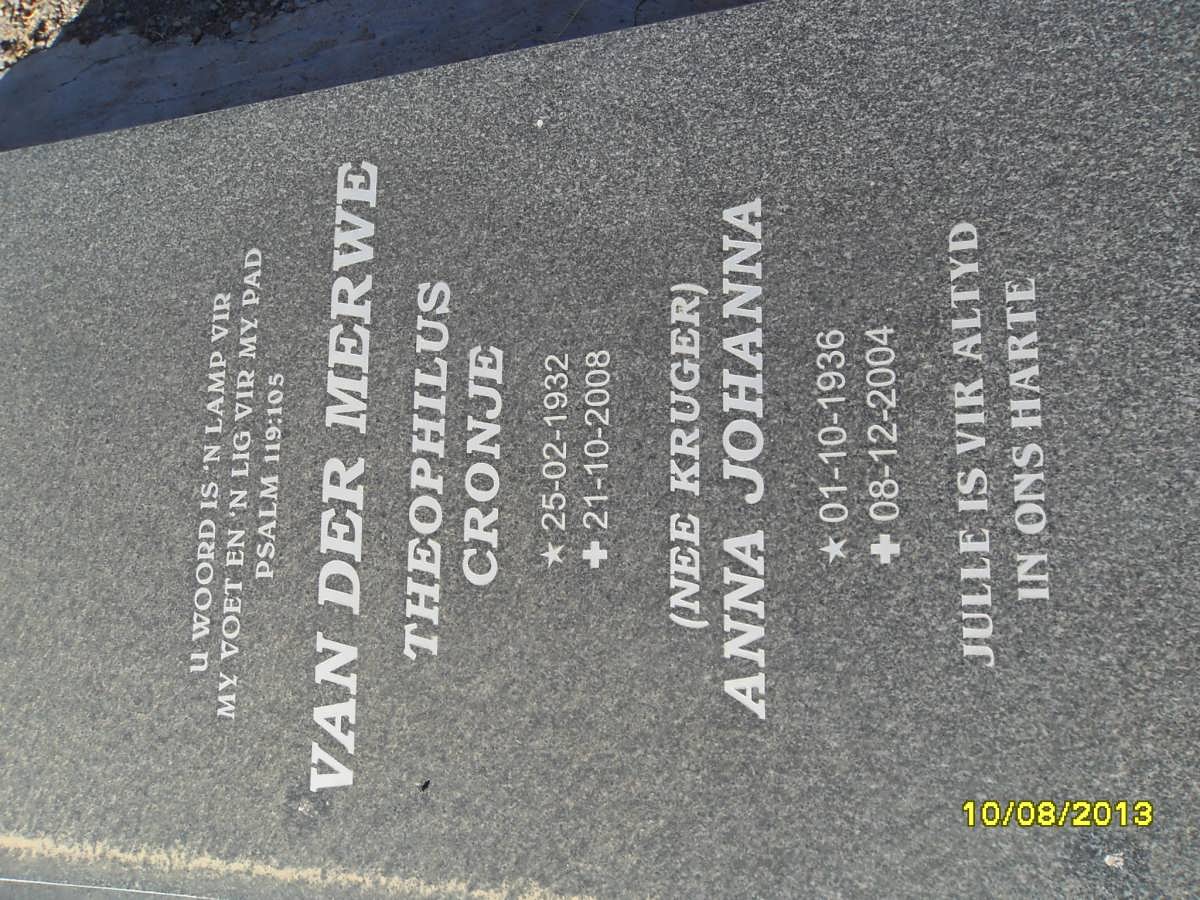 U WOORD IS 'N LAMP VIR
MY VOET EN 'N LIG VIR MY PAD
PSALM 119:105
VAN DER MERWE
THEOPHILUS
CRONJE
★ 25-02-1932
✚ 21-10-2008
(NEE KRUGER)
ANNA JOHANNA
★ 01-10-1936
✚ 08-12-2004
JULLE IS VIR ALTYD
IN ONS HARTE
10/08/2013